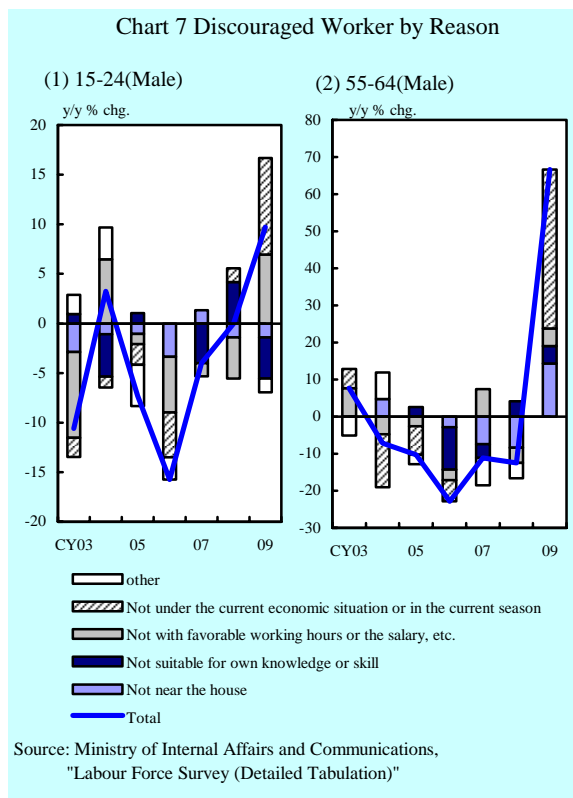 Chart 7 Discouraged Worker by Reason
(1) 15-24(Male)
y/y % chg.
20
15
10
5
0
-5
-10
-15
-20
CY03 05 07 09
(2) 55-64(Male)
y/y % chg.
80
70
60
50
40
30
20
10
0
-10
-20
-30
CY03 05 07 09
other
Not under the current economic situation or in the current season
Not with favorable working hours or the salary, etc.
Not suitable for own knowledge or skill
Not near the house
Total
Source: Ministry of Internal Affairs and Communications,
"Labour Force Survey (Detailed Tabulation)"